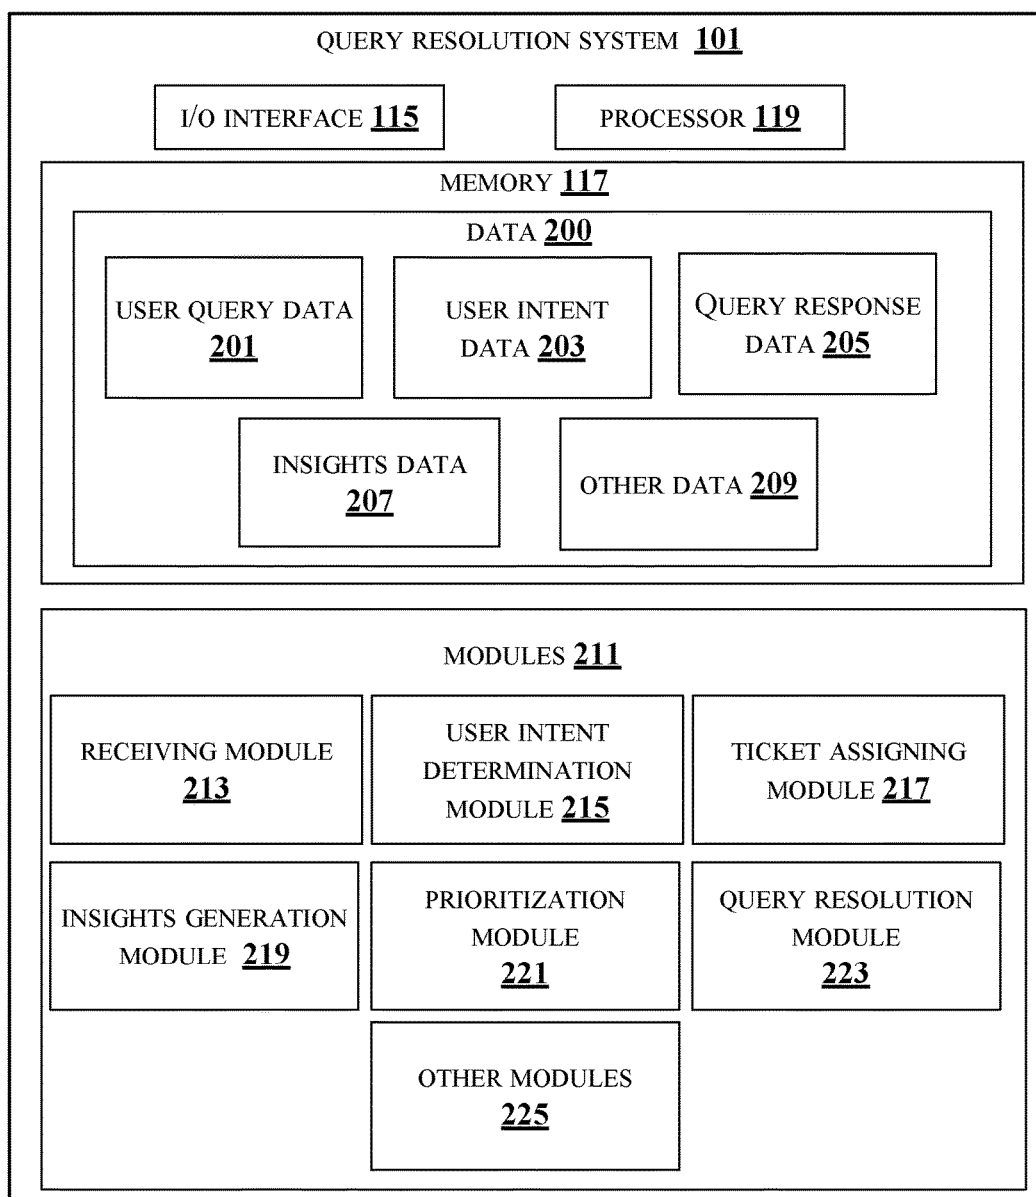 QUERY RESOLUTION SYSTEM 101
I/O INTERFACE 115
PROCESSOR 119
MEMORY 117
DATA 200
USER QUERY DATA
201
USER INTENT
DATA 203
QUERY RESPONSE
DATA 205
INSIGHTS DATA
207
OTHER DATA 209
MODULES 211
RECEIVING MODULE
213
USER INTENT
DETERMINATION
MODULE 215
TICKET ASSIGNING
MODULE 217
INSIGHTS GENERATION
MODULE 219
PRIORITIZATION
MODULE
221
QUERY RESOLUTION
MODULE
223
OTHER MODULES
225